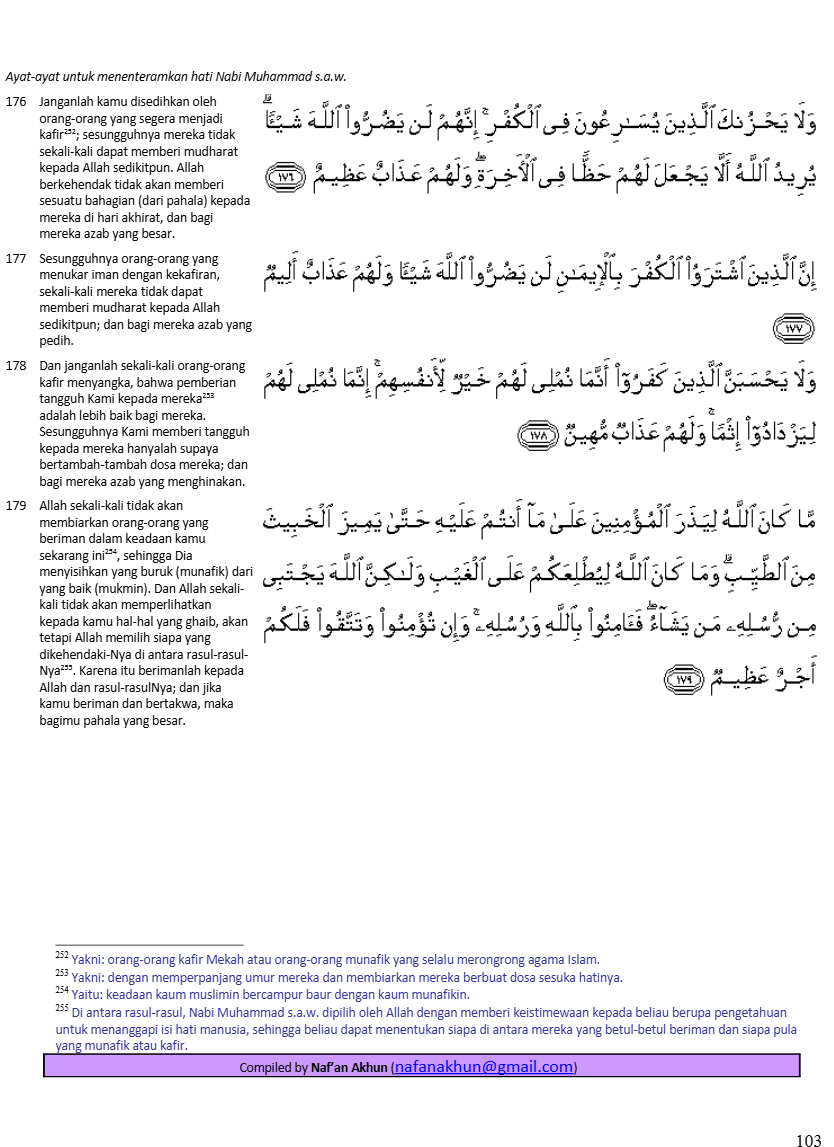 Ayat-ayat untuk menenteramkan hati Nabi Muhammad s.a.w.
176 Janganlah kamu disedihkan oleh
orang-orang yang segera menjadi
kafir252; sesungguhnya mereka tidak
sekali-kali dapat memberi mudharat
kepada Allah sedikitpun. Allah
berkehendak tidak akan memberi
sesuatu bahagian (dari pahala) kepada
mereka di hari akhirat, dan bagi
mereka azab yang besar.
وَلَا يَحْزُنكَ ٱلَّذِينَ يُسَـٰرِعُونَ فِى ٱلْكُفْرِ ۚ إِنَّهُمْ لَن يَضُرُّوا۟ ٱللَّهَ شَيْـًٔا ۗ
يُرِيدُ ٱللَّهُ أَلَّا يَجْعَلَ لَهُمْ حَظًّا فِى ٱلْـَٔاخِرَةِ ۖ وَلَهُمْ عَذَابٌ عَظِيمٌ ١٧٦
177 Sesungguhnya orang-orang yang
menukar iman dengan kekafiran,
sekali-kali mereka tidak dapat
memberi mudharat kepada Allah
sedikitpun; dan bagi mereka azab yang
pedih.
إِنَّ ٱلَّذِينَ ٱشْتَرَوُا۟ ٱلْكُفْرَ بِٱلْإِيمَـٰنِ لَن يَضُرُّوا۟ ٱللَّهَ شَيْـًٔا وَلَهُمْ عَذَابٌ أَلِيمٌ
١٧٧
178 Dan janganlah sekali-kali orang-orang
kafir menyangka, bahwa pemberian
tangguh Kami kepada mereka253
adalah lebih baik bagi mereka.
Sesungguhnya Kami memberi tangguh
kepada mereka hanyalah supaya
bertambah-tambah dosa mereka; dan
bagi mereka azab yang menghinakan.
وَلَا يَحْسَبَنَّ ٱلَّذِينَ كَفَرُوٓا۟ أَنَّمَا نُمْلِى لَهُمْ خَيْرٌ لِّأَنفُسِهِمْ ۚ إِنَّمَا نُمْلِى لَهُمْ
لِيَزْدَادُوٓا۟ إِثْمًا ۚ وَلَهُمْ عَذَابٌ مُّهِينٌ ١٧٨
179 Allah sekali-kali tidak akan
membiarkan orang-orang yang
beriman dalam keadaan kamu
sekarang ini254, sehingga Dia
menyisihkan yang buruk (munafik) dari
yang baik (mukmin). Dan Allah sekali-
kali tidak akan memperlihatkan
kepada kamu hal-hal yang ghaib, akan
tetapi Allah memilih siapa yang
dikehendaki-Nya di antara rasul-rasul-
Nya255. Karena itu berimanlah kepada
Allah dan rasul-rasulNya; dan jika
kamu beriman dan bertakwa, maka
bagimu pahala yang besar.
مَّا كَانَ ٱللَّهُ لِيَذَرَ ٱلْمُؤْمِنِينَ عَلَىٰ مَآ أَنتُمْ عَلَيْهِ حَتَّىٰ يَمِيزَ ٱلْخَبِيثَ
مِنَ ٱلطَّيِّبِ ۗ وَمَا كَانَ ٱللَّهُ لِيُطْلِعَكُمْ عَلَى ٱلْغَيْبِ وَلَـٰكِنَّ ٱللَّهَ يَجْتَبِى
مِن رُّسُلِهِۦ مَن يَشَآءُ ۖ فَـَٔامِنُوا۟ بِٱللَّهِ وَرُسُلِهِۦ ۚ وَإِن تُؤْمِنُوا۟ وَتَتَّقُوا۟ فَلَكُمْ
أَجْرٌ عَظِيمٌ ١٧٩
252 Yakni: orang-orang kafir Mekah atau orang-orang munafik yang selalu merongrong agama Islam.
253 Yakni: dengan memperpanjang umur mereka dan membiarkan mereka berbuat dosa sesuka hatinya.
254 Yaitu: keadaan kaum muslimin bercampur baur dengan kaum munafikin.
255 Di antara rasul-rasul, Nabi Muhammad s.a.w. dipilih oleh Allah dengan memberi keistimewaan kepada beliau berupa pengetahuan
untuk menanggapi isi hati manusia, sehingga beliau dapat menentukan siapa di antara mereka yang betul-betul beriman dan siapa pula
yang munafik atau kafir.
Compiled by Naf'an Akhun (nafanakhun@gmail.com)
103